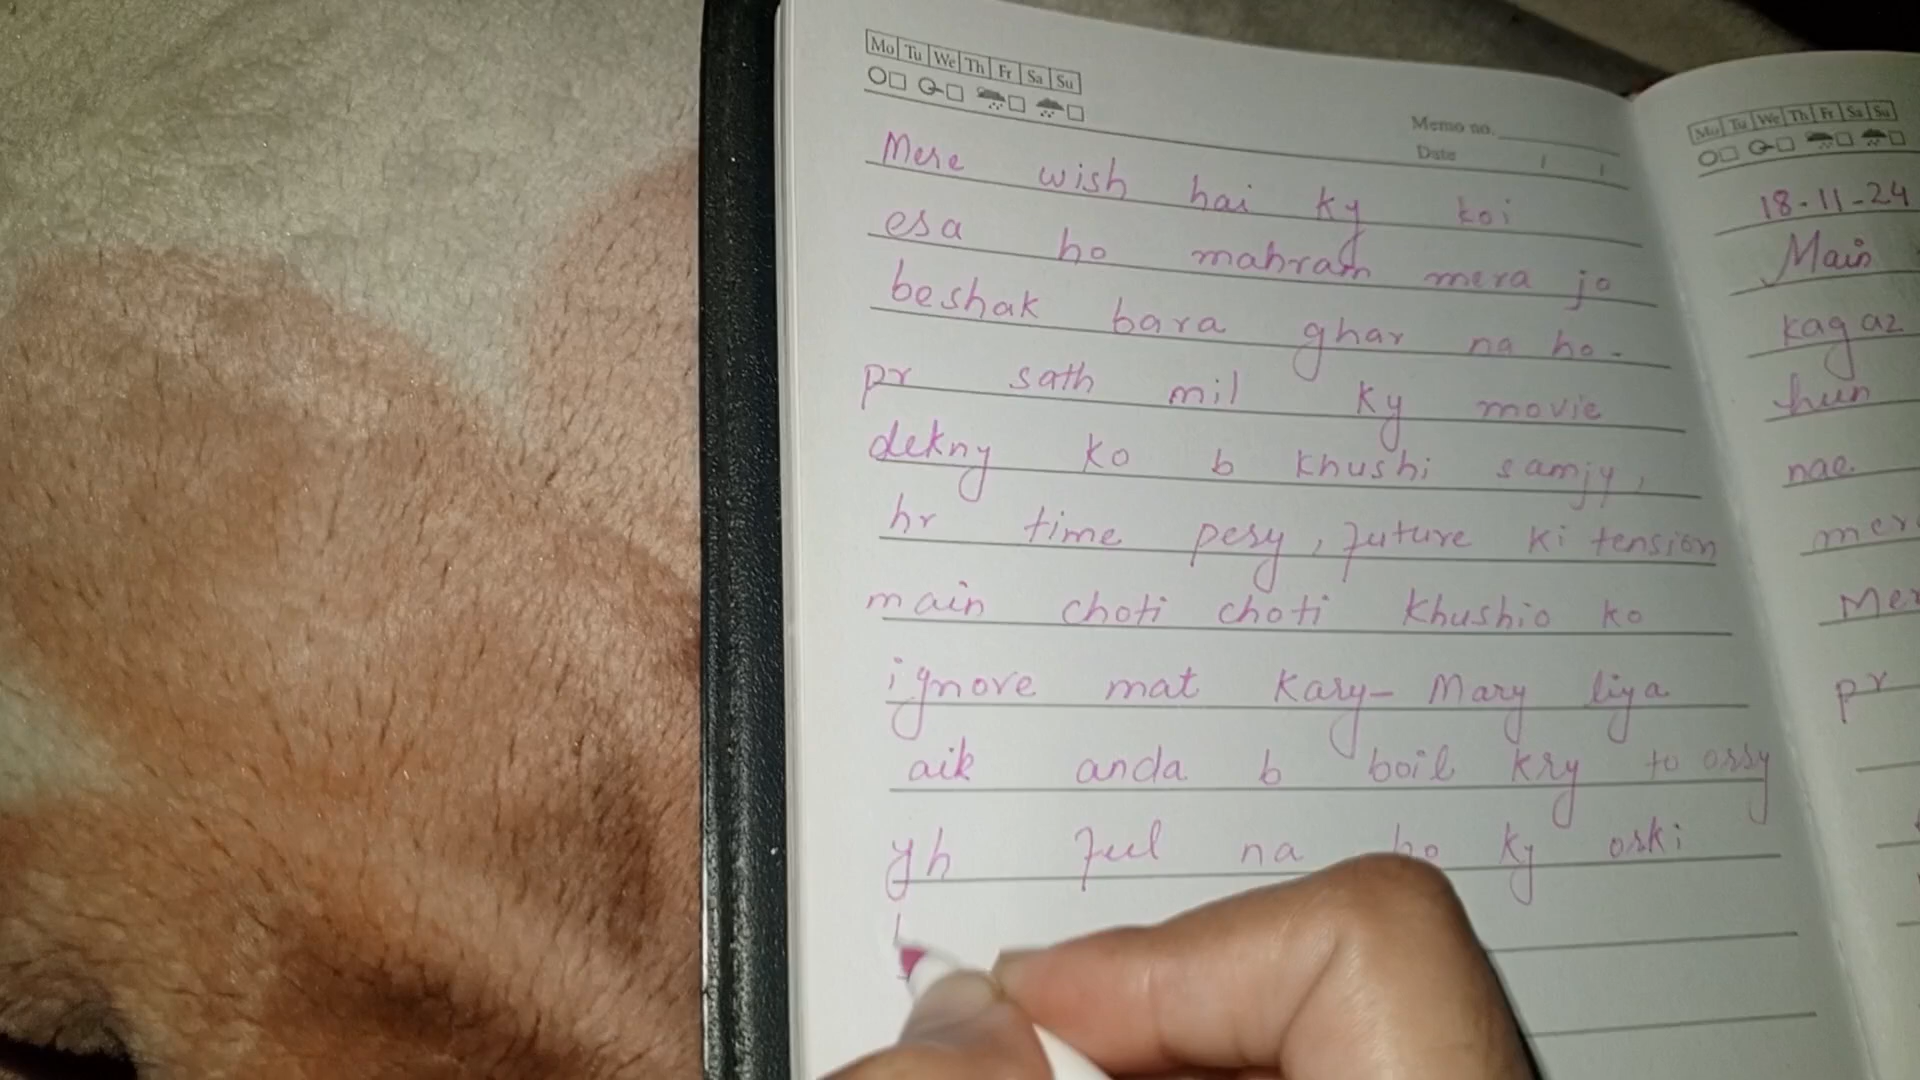 Mo Tu We Th Fr Sa Su
Memo no.
Date / /
Mere wish hai ky koi
esa ho mahram mera jo
beshak bara ghar na ho.
pr sath mil ky movie
dekny ko b khushi samjy,
hr time pesy, future ki tension
main choti choti khushio ko
ignore mat kary- Mary liya
aik anda b boil kry to ossy
yh feel na ho ky oski
Mo Tu We Th Fr Sa Su
18-11-24
Main
kagaz
hun
nae
Mer
pr